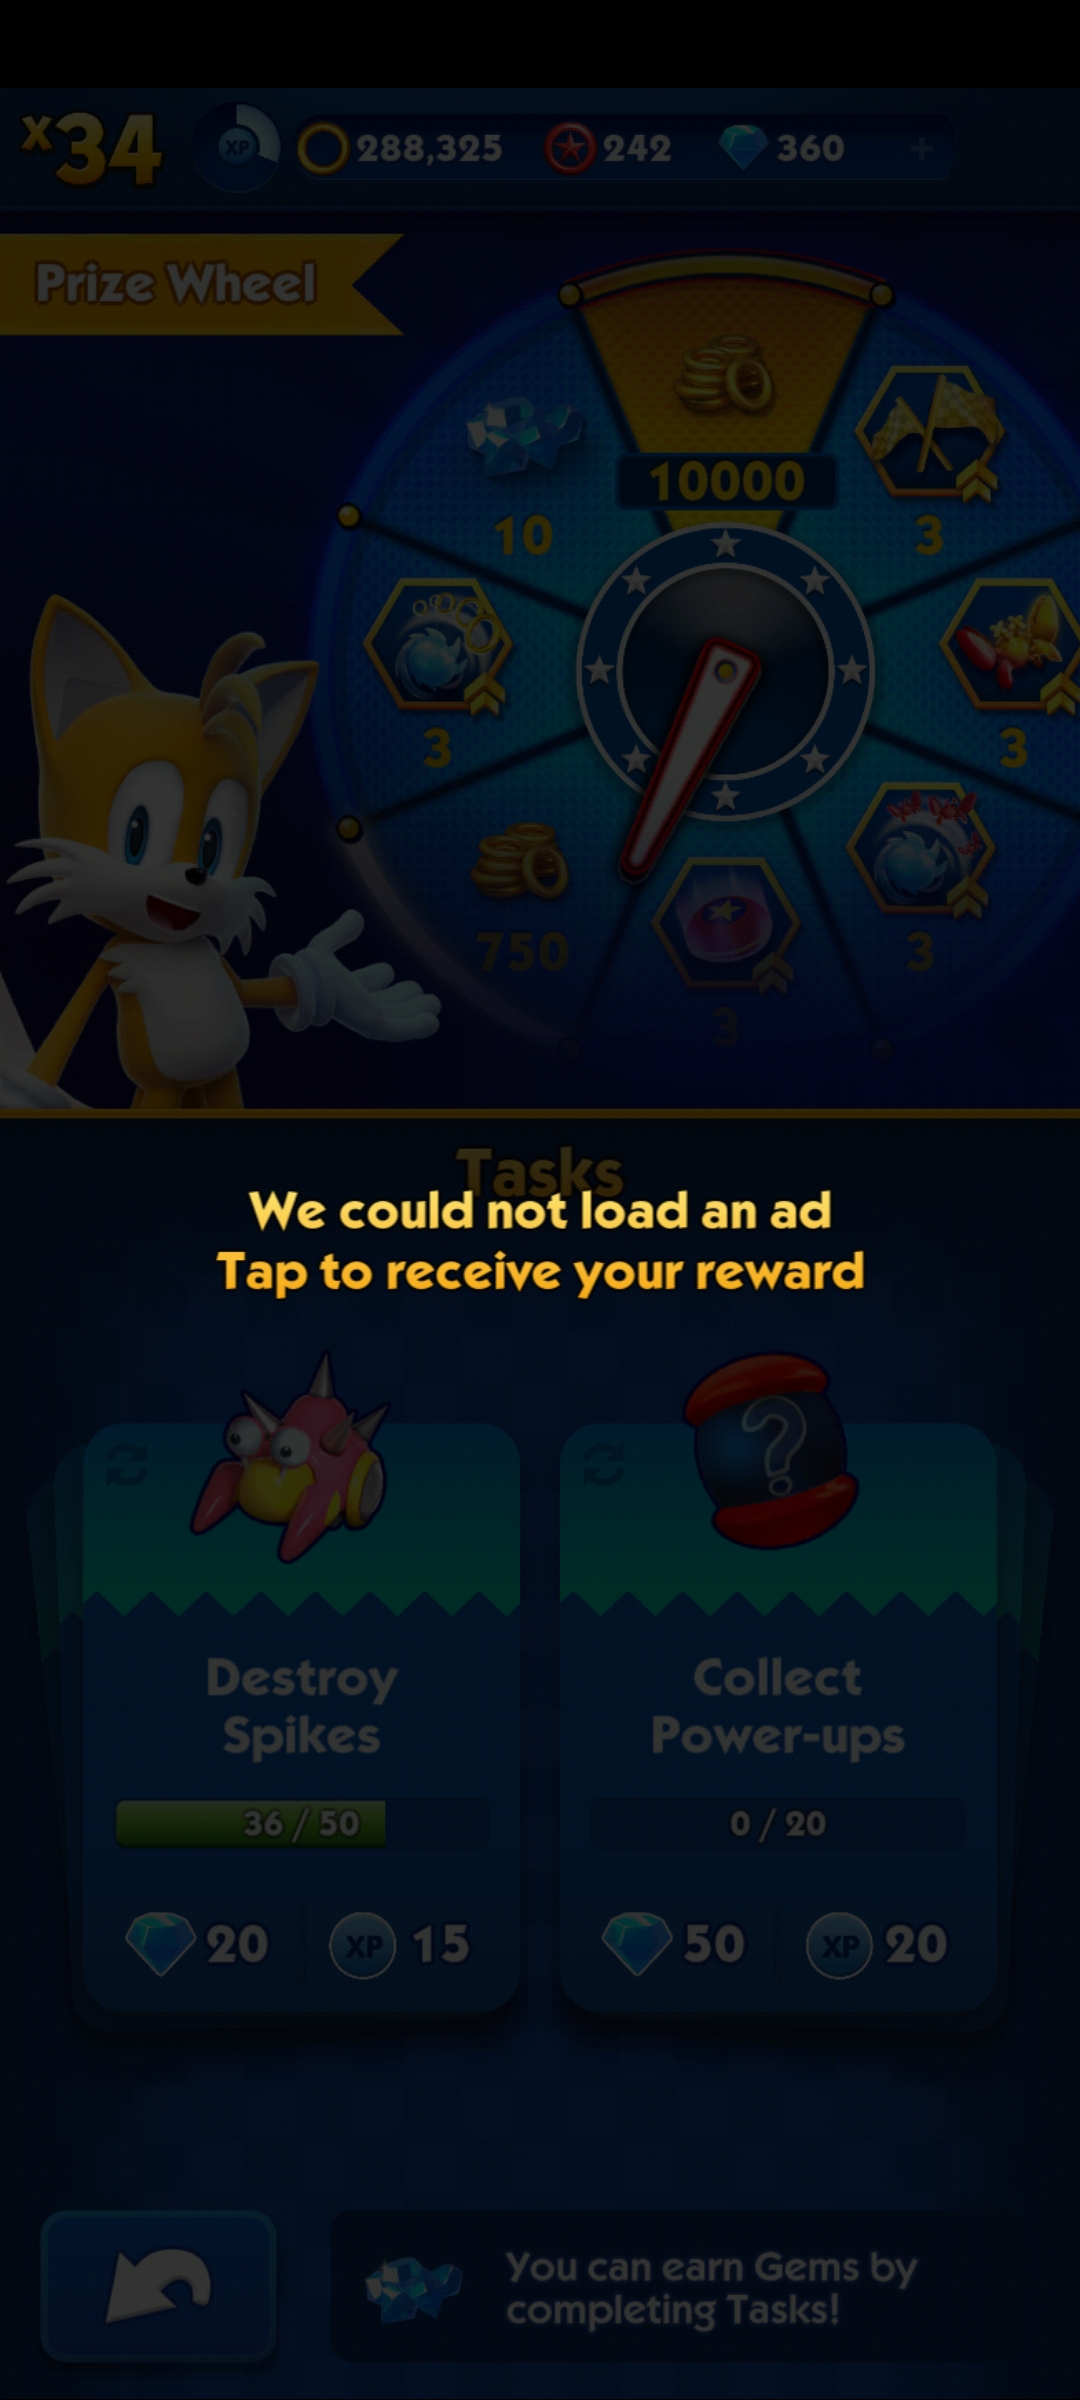 x34
XP
288,325
242
360
+
Prize Wheel
10000
10
3
3
3
750
3
3
Tasks
We could not load an ad
Tap to receive your reward
Destroy
Spikes
36 / 50
20
XP
15
Collect
Power-ups
0 / 20
50
XP
20
You can earn Gems by
completing Tasks!